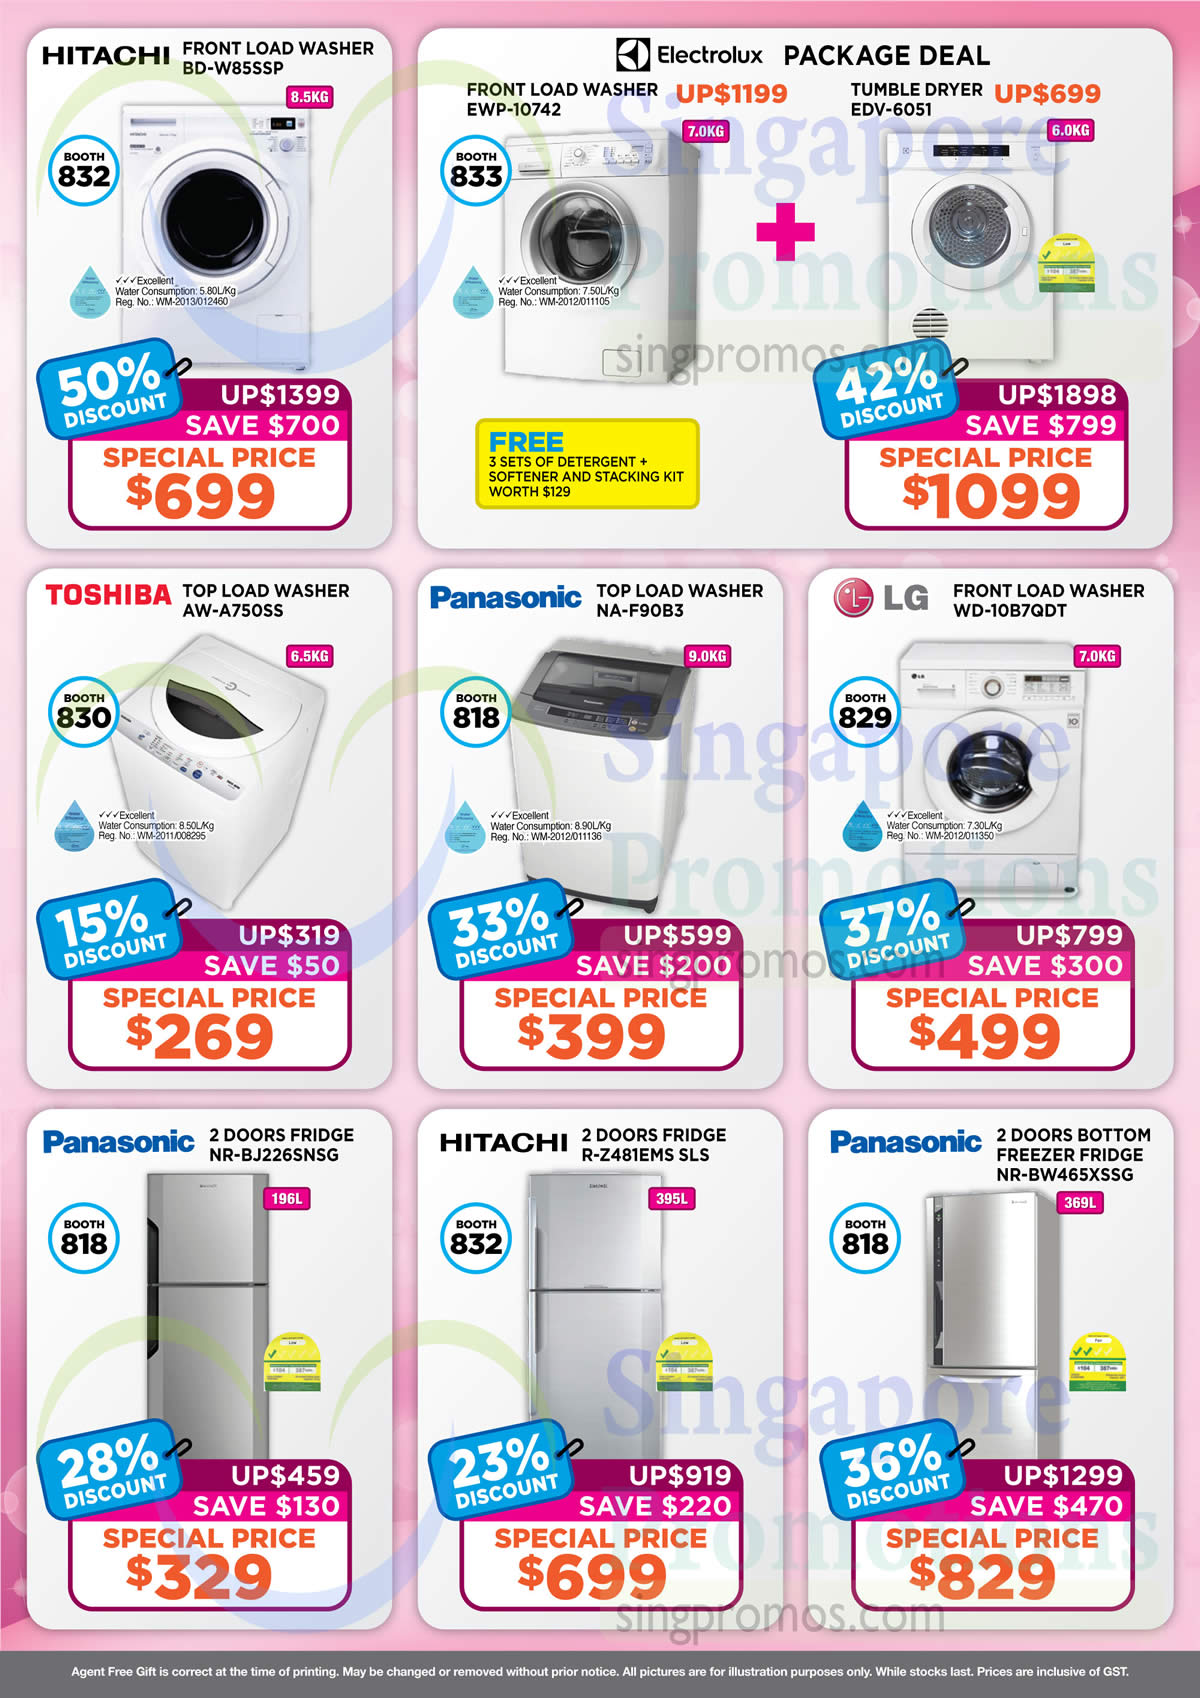 HITACHI
FRONT LOAD WASHER
BD-W85SSP
8.5KG
BOOTH
832
✓✓✓Excellent
Water Consumption: 5.80L/Kg
Reg. No.: WM-2013/012460
50%
DISCOUNT
UP$1399
SAVE $700
SPECIAL PRICE
$699
Electrolux PACKAGE DEAL
FRONT LOAD WASHER
EWP-10742
UP$1199
7.0KG
BOOTH
833
✓✓✓Excellent
Water Consumption: 7.50L/Kg
Reg. No.: WM-2012/011105
+
TUMBLE DRYER
EDV-6051
UP$699
6.0KG
FREE
3 SETS OF DETERGENT +
SOFTENER AND STACKING KIT
WORTH $129
42%
DISCOUNT
UP$1898
SAVE $799
SPECIAL PRICE
$1099
TOSHIBA
TOP LOAD WASHER
AW-A750SS
6.5KG
BOOTH
830
✓✓✓Excellent
Water Consumption: 8.50L/Kg
Reg. No.: WM-2011/008295
15%
DISCOUNT
UP$319
SAVE $50
SPECIAL PRICE
$269
Panasonic
TOP LOAD WASHER
NA-F90B3
9.0KG
BOOTH
818
✓✓✓Excellent
Water Consumption: 8.90L/Kg
Reg. No.: WM-2012/011136
33%
DISCOUNT
UP$599
SAVE $200
SPECIAL PRICE
$399
LG
FRONT LOAD WASHER
WD-10B7QDT
7.0KG
BOOTH
829
✓✓✓Excellent
Water Consumption: 7.30L/Kg
Reg. No.: WM-2012/011350
37%
DISCOUNT
UP$799
SAVE $300
SPECIAL PRICE
$499
Panasonic
2 DOORS FRIDGE
NR-BJ226SNSG
196L
BOOTH
818
28%
DISCOUNT
UP$459
SAVE $130
SPECIAL PRICE
$329
HITACHI
2 DOORS FRIDGE
R-Z481EMS SLS
395L
BOOTH
832
23%
DISCOUNT
UP$919
SAVE $220
SPECIAL PRICE
$699
Panasonic
2 DOORS BOTTOM
FREEZER FRIDGE
NR-BW465XSSG
369L
BOOTH
818
36%
DISCOUNT
UP$1299
SAVE $470
SPECIAL PRICE
$829
Singapore
Promotions
singpromos.com
Singapore
Promotions
singpromos.com
Singapore
Promotions
singpromos.com
Agent Free Gift is correct at the time of printing. May be changed or removed without prior notice. All pictures are for illustration purposes only. While stocks last. Prices are inclusive of GST.